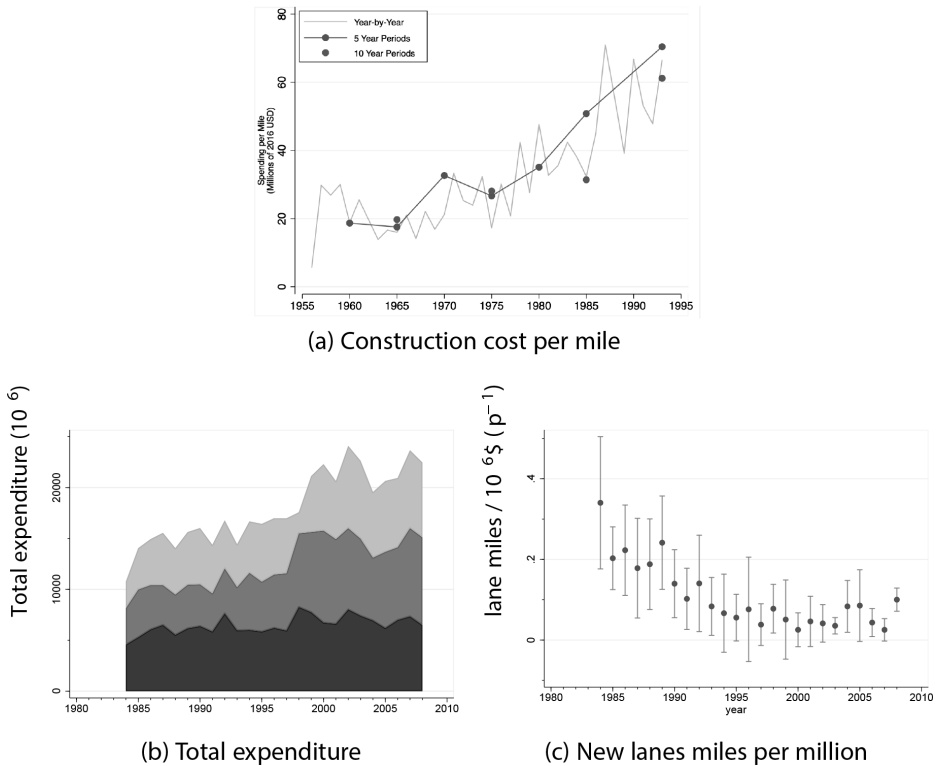 Year-by-Year
5 Year Periods
10 Year Periods
Spending per Mile
(Millions of 2016 USD)
80
60
40
20
0
1955 1960 1965 1970 1975 1980 1985 1990 1995
(a) Construction cost per mile
Total expenditure (10 6)
20000
10000
0
1980 1985 1990 1995 2000 2005 2010
(b) Total expenditure
lane miles / 10 6$ ( p−1)
.4
.2
0
1980 1985 1990 1995 2000 2005 2010
year
(c) New lanes miles per million